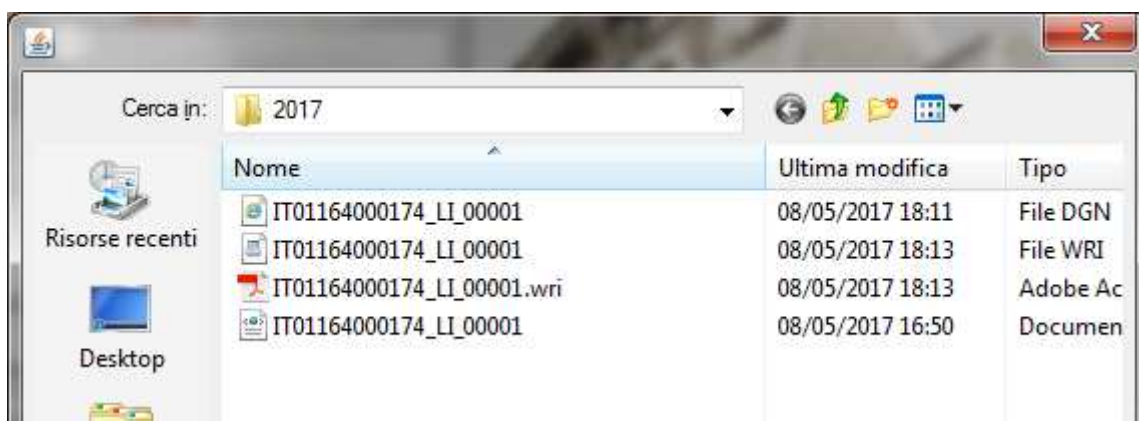 Cerca in: 2017
Nome Ultima modifica Tipo
IT01164000174_LI_00001 08/05/2017 18:11 File DGN
Risorse recenti
IT01164000174_LI_00001 08/05/2017 18:13 File WRI
IT01164000174_LI_00001.wri 08/05/2017 18:13 Adobe Ac
IT01164000174_LI_00001 08/05/2017 16:50 Documen
Desktop